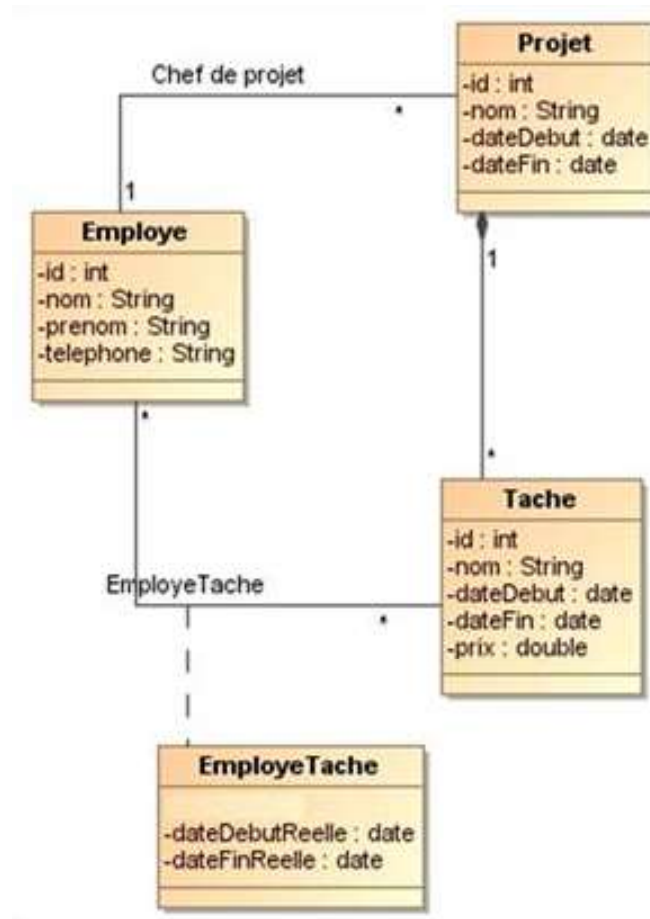 Projet
-id : int
-nom : String
-dateDebut : date
-dateFin : date
Chef de projet
*
1
Employe
-id : int
-nom : String
-prenom : String
-telephone : String
1
*
*
Tache
-id : int
-nom : String
-dateDebut : date
-dateFin : date
-prix : double
EmployeTache
*
EmployeTache
-dateDebutReelle : date
-dateFinReelle : date